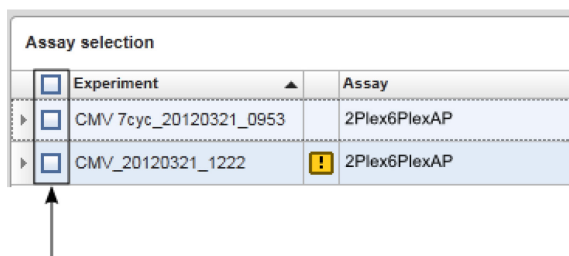 Assay selection
Experiment Assay
CMV 7cyc_20120321_0953 2Plex6PlexAP
CMV_20120321_1222 ! 2Plex6PlexAP